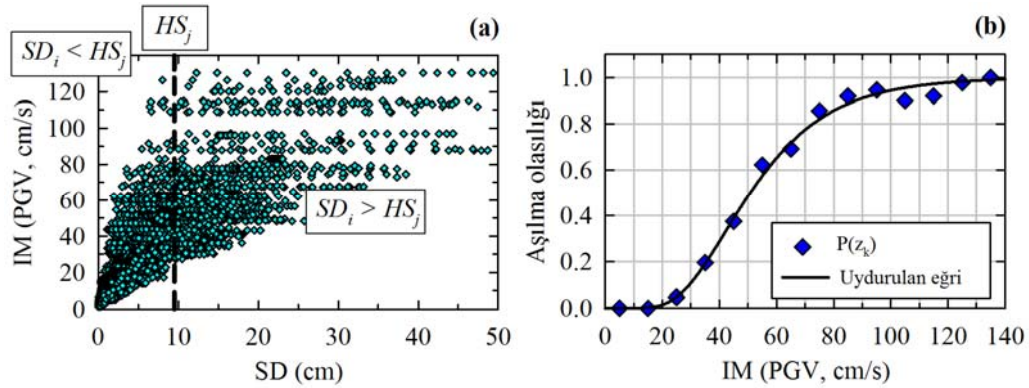 (a)
HS_j
SD_i < HS_j
SD_i > HS_j
IM (PGV, cm/s)
120
100
80
60
40
20
0
0 10 20 30 40 50
SD (cm)
(b)
Aşılma olasılığı
1.0
0.8
0.6
0.4
0.2
0.0
P(z_k)
Uydurulan eğri
0 20 40 60 80 100 120 140
IM (PGV, cm/s)